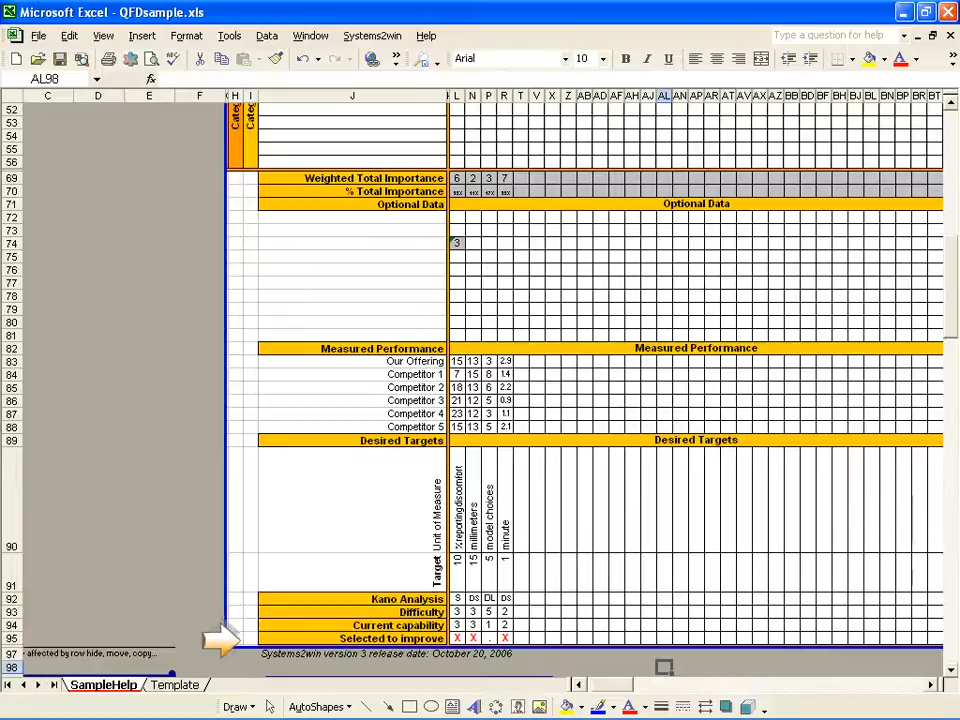 Microsoft Excel - QFDsample.xls
File Edit View Insert Format Tools Data Window Systems2win Help Type a question for help
Arial 10 B I U
AL98 fx
C D E F H I J L N P R T V X Z AB AD AF AH AJ AL AN AP AR AT AV AX AZ BB BD BF BH BJ BL BN BP BR BT
52
53
54
55
56
Categ
Categ
69 Weighted Total Importance 6 2 3 7
70 % Total Importance
71 Optional Data Optional Data
72
73
74 3
75
76
77
78
79
80
81
82 Measured Performance Measured Performance
83 Our Offering 15 13 3 2.9
84 Competitor 1 7 15 8 1.4
85 Competitor 2 18 13 6 2.2
86 Competitor 3 21 12 5 0.9
87 Competitor 4 23 12 3 1.1
88 Competitor 5 15 13 5 2.1
89 Desired Targets Desired Targets
90 Unit of Measure % reporting discomfort millimeters model choices minute
91 Target 10 15 5 1
92 Kano Analysis S DS DL DS
93 Difficulty 3 3 5 2
94 Current capability 3 3 1 2
95 Selected to improve X X . X
97 affected by row hide, move, copy... Systems2win version 3 release date: October 20, 2006
98
SampleHelp Template
Draw AutoShapes